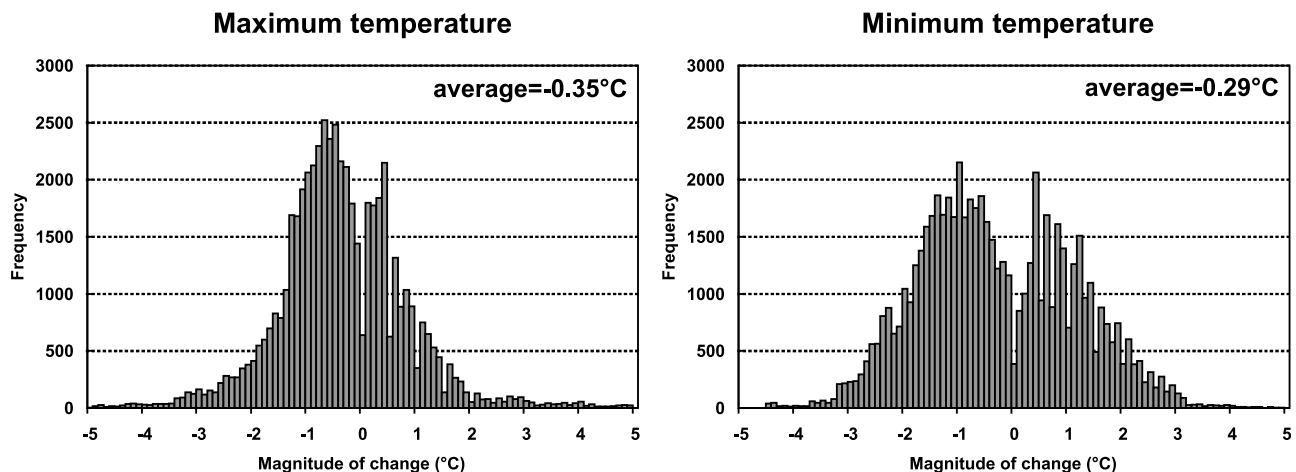 Maximum temperature
average=-0.35°C
Frequency
3000
2500
2000
1500
1000
500
0
-5 -4 -3 -2 -1 0 1 2 3 4 5
Magnitude of change (°C)
Minimum temperature
average=-0.29°C
Frequency
3000
2500
2000
1500
1000
500
0
-5 -4 -3 -2 -1 0 1 2 3 4 5
Magnitude of change (°C)